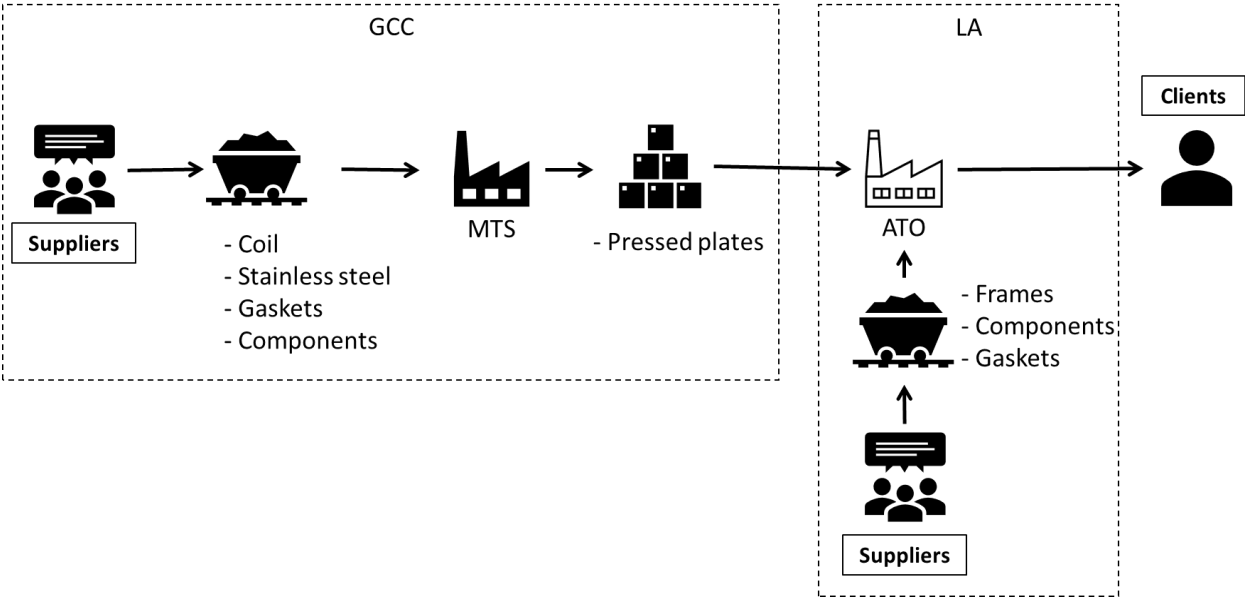 GCC
LA
Clients
Suppliers
MTS
- Pressed plates
ATO
- Coil
- Stainless steel
- Gaskets
- Components
- Frames
- Components
- Gaskets
Suppliers